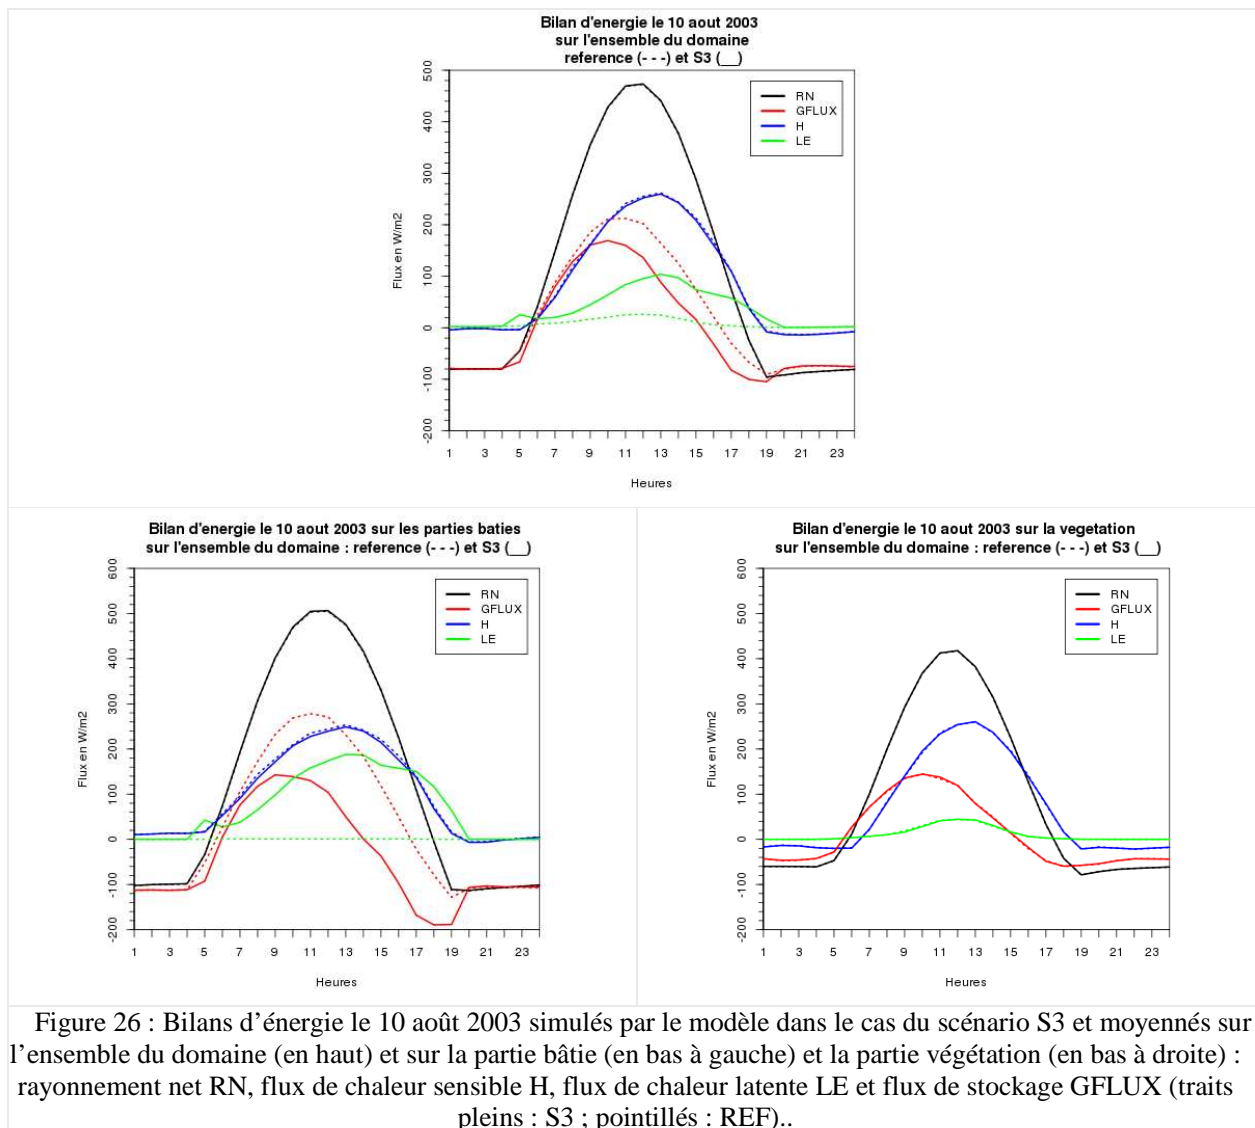 Bilan d'energie le 10 aout 2003
sur l'ensemble du domaine
reference (- - -) et S3 (__)
500
400
300
200
100
0
-100
-200
Flux en W/m2
RN
GFLUX
H
LE
1 3 5 7 9 11 13 15 17 19 21 23
Heures
Bilan d'energie le 10 aout 2003 sur les parties baties
sur l'ensemble du domaine : reference (- - -) et S3 (__)
600
500
400
300
200
100
0
-100
-200
Flux en W/m2
RN
GFLUX
H
LE
1 3 5 7 9 11 13 15 17 19 21 23
Heures
Bilan d'energie le 10 aout 2003 sur la vegetation
sur l'ensemble du domaine : reference (- - -) et S3 (__)
600
500
400
300
200
100
0
-100
-200
Flux en W/m2
RN
GFLUX
H
LE
1 3 5 7 9 11 13 15 17 19 21 23
Heures
Figure 26 : Bilans d’énergie le 10 août 2003 simulés par le modèle dans le cas du scénario S3 et moyennés sur
l’ensemble du domaine (en haut) et sur la partie bâtie (en bas à gauche) et la partie végétation (en bas à droite) :
rayonnement net RN, flux de chaleur sensible H, flux de chaleur latente LE et flux de stockage GFLUX (traits
pleins : S3 ; pointillés : REF)..